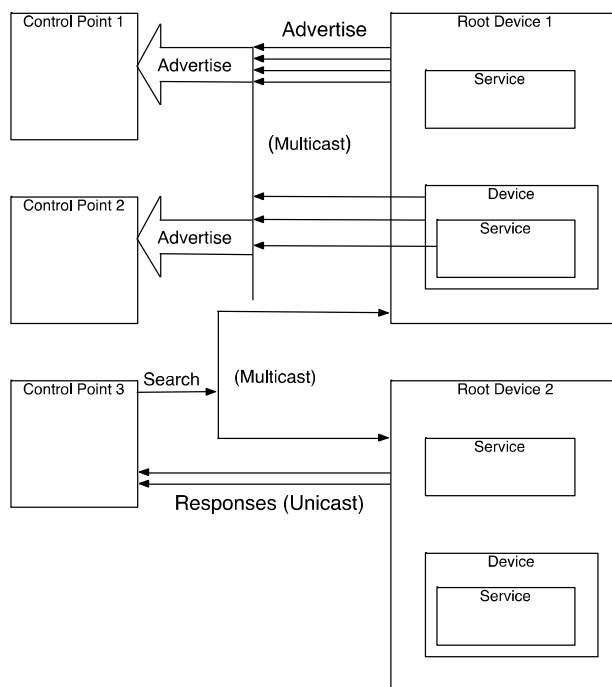 Control Point 1
Advertise
Root Device 1
Advertise
Service
(Multicast)
Control Point 2
Advertise
Device
Service
Control Point 3
Search
(Multicast)
Root Device 2
Service
Responses (Unicast)
Device
Service